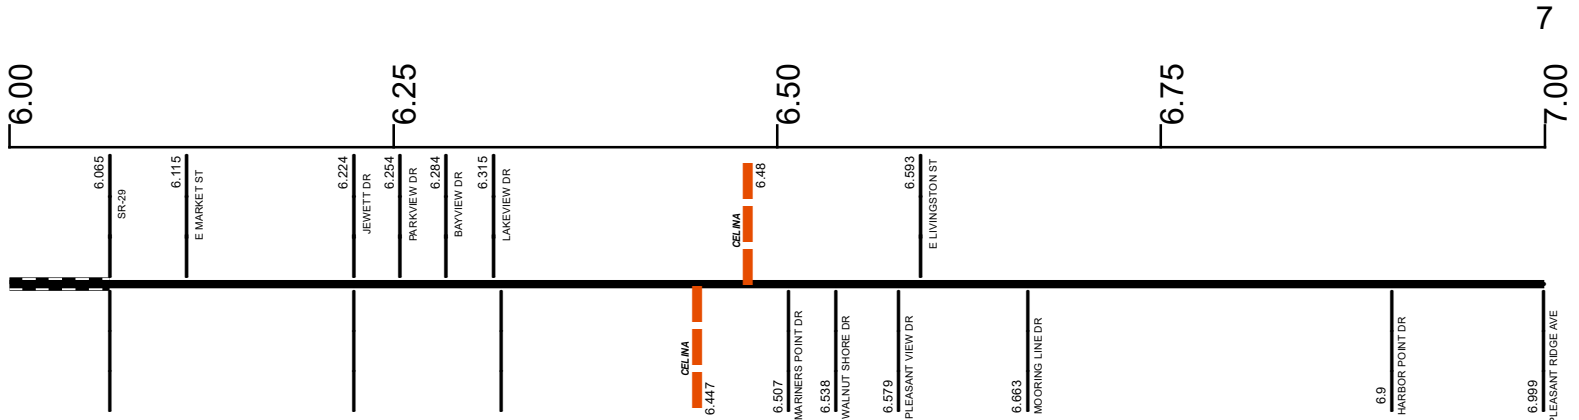 7
6.00
6.25
6.50
6.75
7.00
6.065
SR-29
6.115
E MARKET ST
6.224
JEWETT DR
6.254
PARKVIEW DR
6.284
BAYVIEW DR
6.315
LAKEVIEW DR
CELINA
6.48
6.593
E LIVINGSTON ST
CELINA
6.447
6.507
MARINERS POINT DR
6.538
WALNUT SHORE DR
6.579
PLEASANT VIEW DR
6.663
MOORING LINE DR
6.9
HARBOR POINT DR
6.999
PLEASANT RIDGE AVE